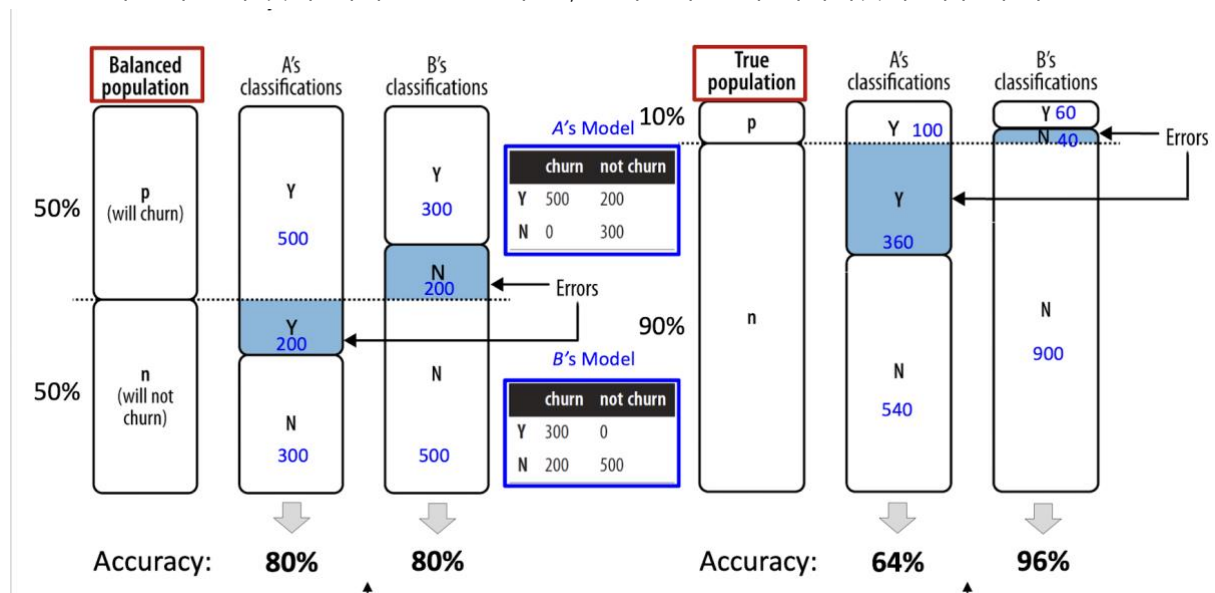 Balanced
population
A's
classifications
B's
classifications
50%
p
(will churn)
Y
500
Y
300
N
200
Errors
Y
200
50%
n
(will not
churn)
N
300
N
500
Accuracy:
80%
80%
A's Model
churn not churn
Y 500 200
N 0 300
B's Model
churn not churn
Y 300 0
N 200 500
True
population
A's
classifications
B's
classifications
10%
p
Y 100
Y 60
N 40
Errors
Y
360
90%
n
N
540
N
900
Accuracy:
64%
96%